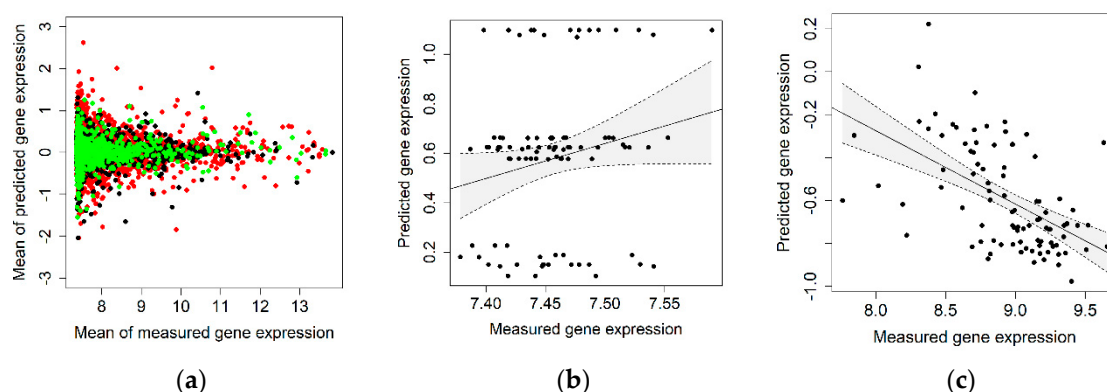 Mean of predicted gene expression
3
2
1
0
-1
-2
-3
8 9 10 11 12 13
Mean of measured gene expression
(a)
Predicted gene expression
1.0
0.8
0.6
0.4
0.2
7.40 7.45 7.50 7.55
Measured gene expression
(b)
Predicted gene expression
0.2
0.0
-0.2
-0.6
-1.0
8.0 8.5 9.0 9.5
Measured gene expression
(c)